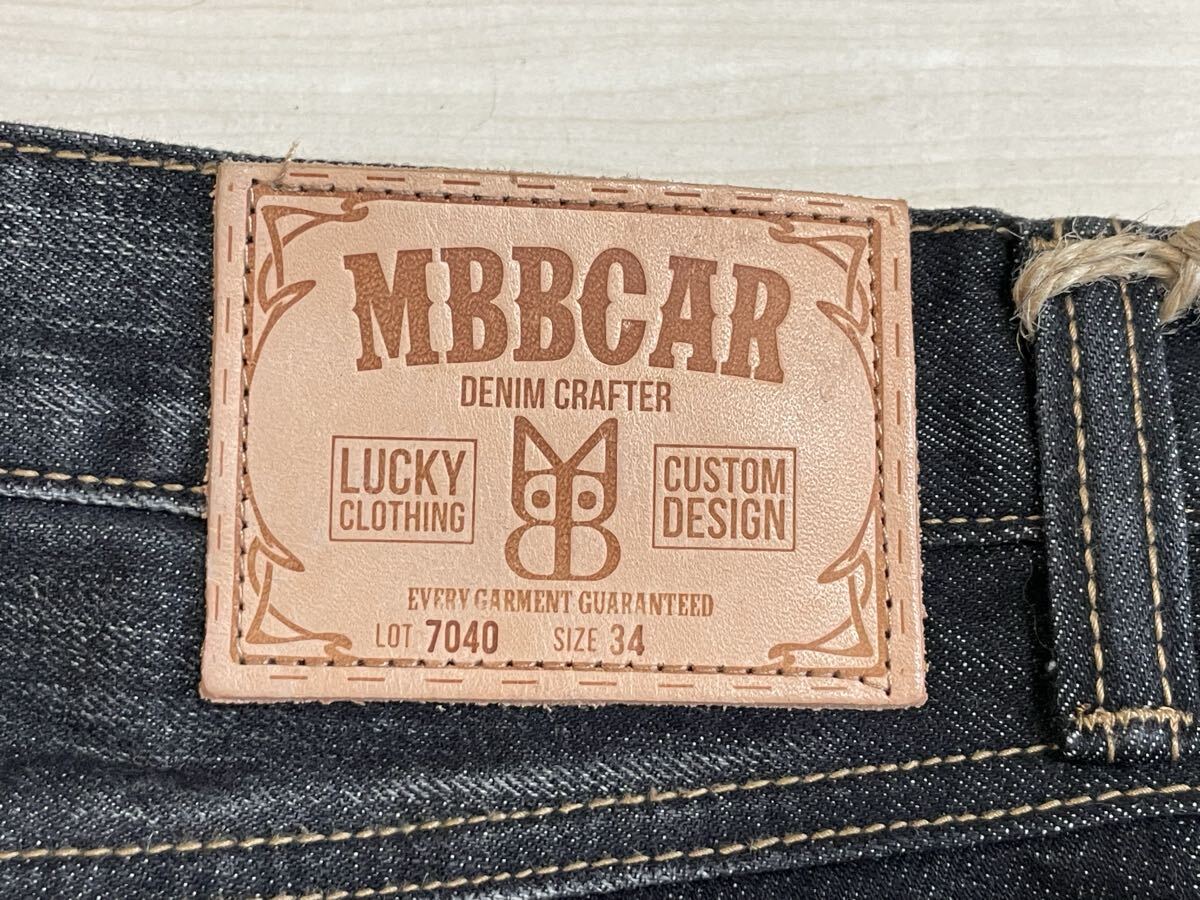 MBBCAR
DENIM CRAFTER
LUCKY
CLOTHING
CUSTOM
DESIGN
EVERY GARMENT GUARANTEED
LOT 7040 SIZE 34